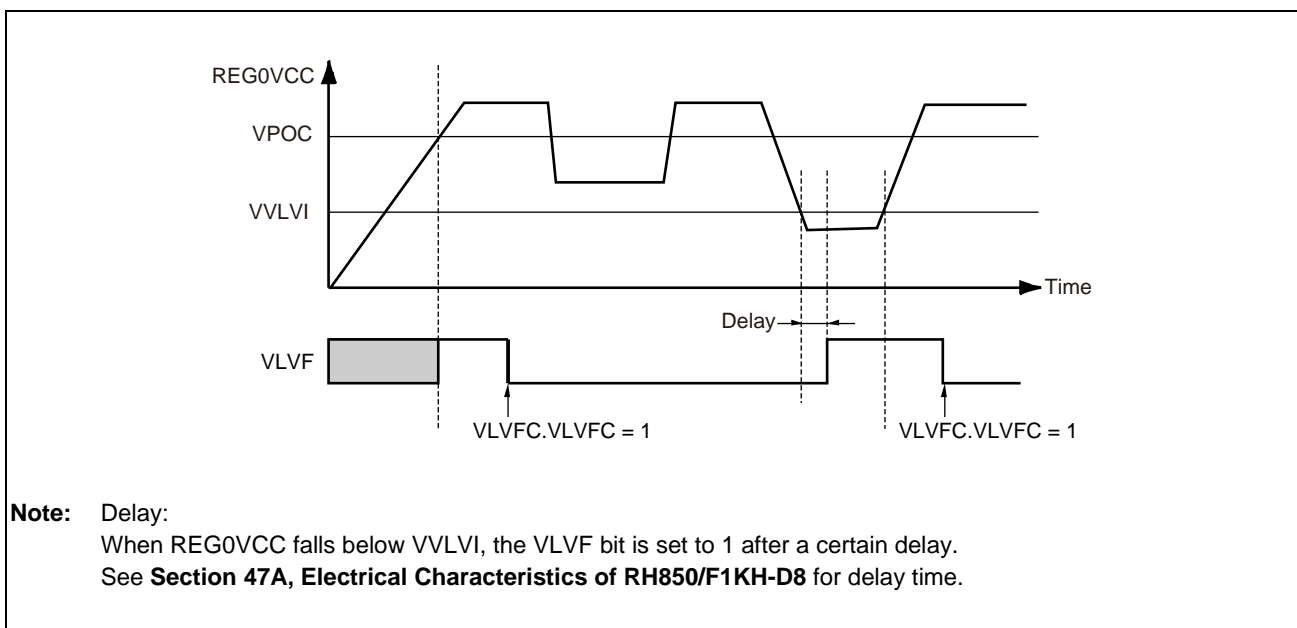 REG0VCC
VPOC
VVLVI
Time
Delay
VLVF
VLVFC.VLVFC = 1
VLVFC.VLVFC = 1
Note: Delay:
When REG0VCC falls below VVLVI, the VLVF bit is set to 1 after a certain delay.
See Section 47A, Electrical Characteristics of RH850/F1KH-D8 for delay time.